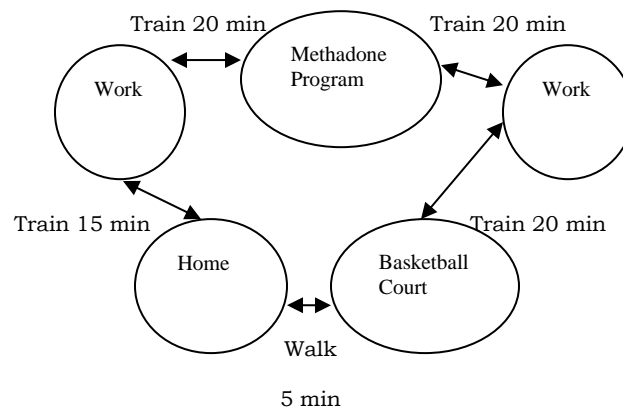 Train 20 min
Train 20 min
Methadone
Program
Work
Work
Train 15 min
Train 20 min
Home
Basketball
Court
Walk
5 min